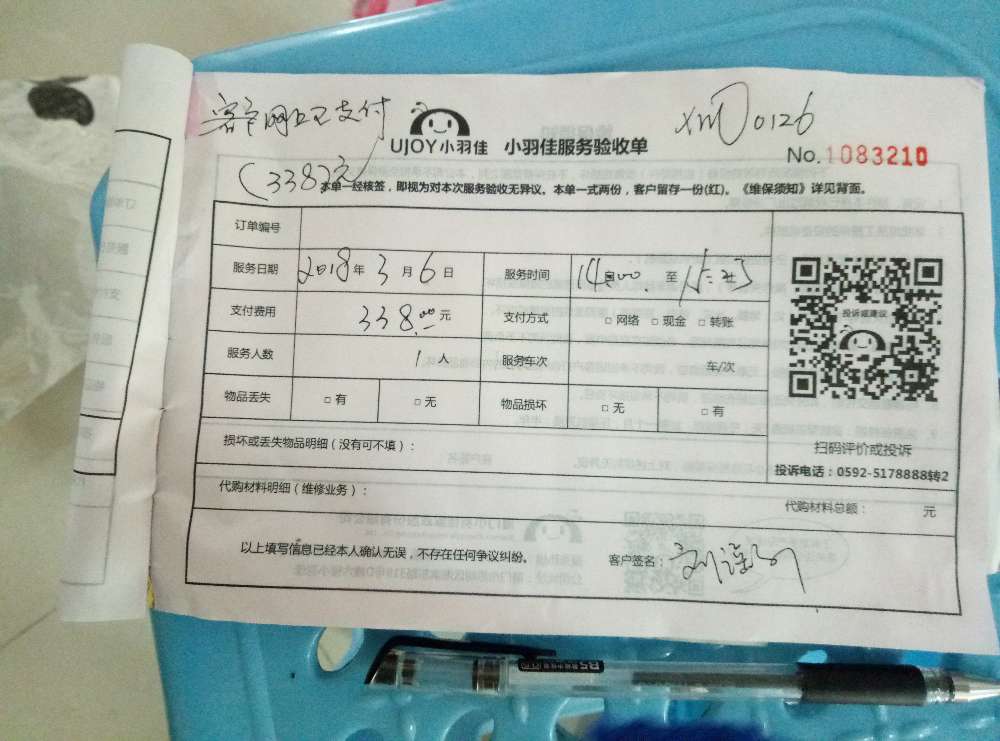 客户网上已支付
(338元)
xm 0126
UJOY小羽佳 小羽佳服务验收单
No.1083210
本单一经核签，即视为对本次服务验收无异议。本单一式两份，客户留存一份(红)。《维保须知》详见背面。
订单编号
服务日期 2018年3月6日 服务时间 14:00 至
支付费用 338.00元 支付方式 □网络 □现金 □转账
服务人数 1人 服务车次 车/次
物品丢失 □有 □无 物品损坏 □无 □有
投诉或建议
扫码评价或投诉
投诉电话：0592-5178888转2
损坏或丢失物品明细（没有可不填）：
代购材料明细（维修业务）： 代购材料总额： 元
以上填写信息已经本人确认无误，不存在任何争议纠纷。 客户签名：